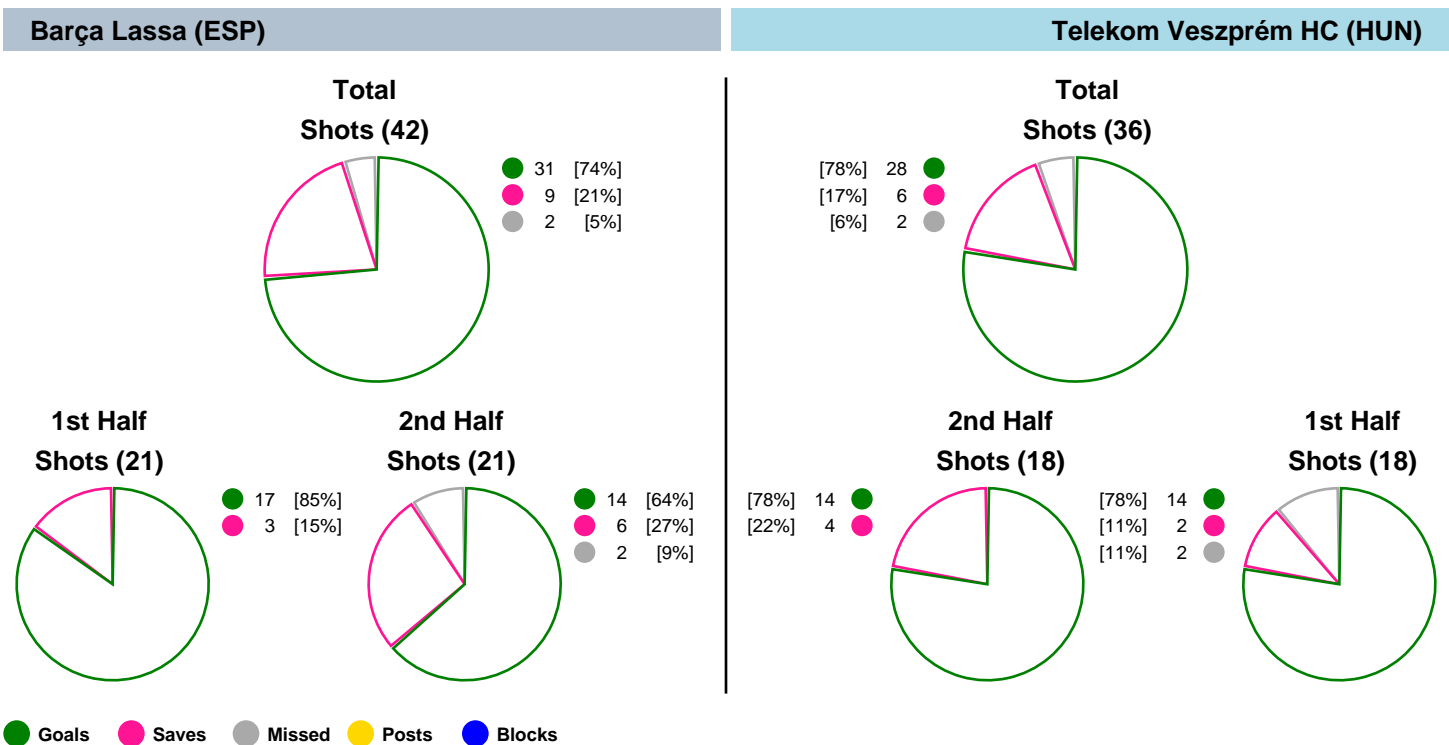 Barça Lassa (ESP)
Telekom Veszprém HC (HUN)
Total
Shots (42)
31 [74%]
9 [21%]
2 [5%]
Total
Shots (36)
[78%] 28
[17%] 6
[6%] 2
1st Half
Shots (21)
17 [85%]
3 [15%]
2nd Half
Shots (21)
14 [64%]
6 [27%]
2 [9%]
2nd Half
Shots (18)
[78%] 14
[22%] 4
1st Half
Shots (18)
[78%] 14
[11%] 2
[11%] 2
Goals Saves Missed Posts Blocks